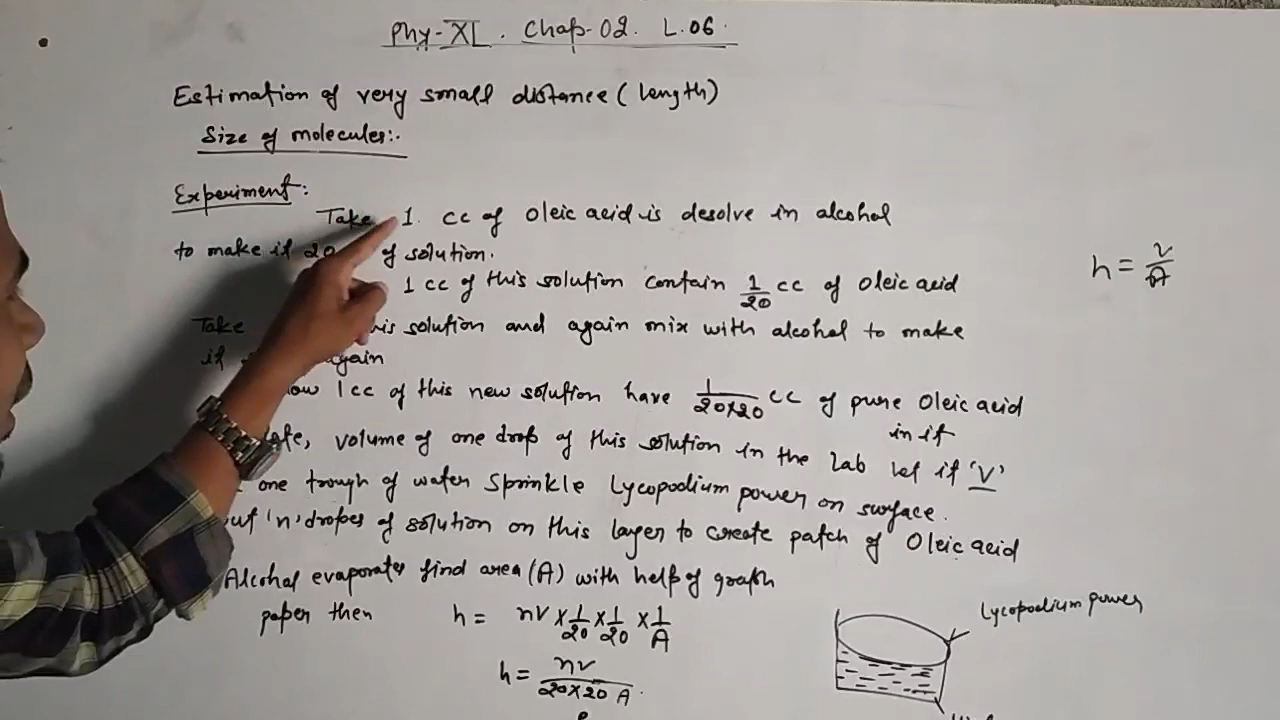 Phy-XI. Chap-02. L.06.
Estimation of very small distance (length)
Size of molecules:-
Experiment:
Take 1 cc of Oleic acid is desolve in alcohol
to make it 20 of solution.
1 cc of this solution contain 1/20 cc of Oleic acid
Take solution and again mix with alcohol to make
it
1cc of this new solution have 1/20×20 cc of pure Oleic acid
in it
volume of one drop of this solution in the lab let it 'V'
one trough of water Sprinkle Lycopodium power on surface.
'n' dropes of solution on this layer to create patch of Oleic acid
Alcohal evaporates find area (A) with help of graph
paper then h = nV × 1/20 × 1/20 × 1/A
h = nV/20×20 A.
h = V/A
Lycopodium power